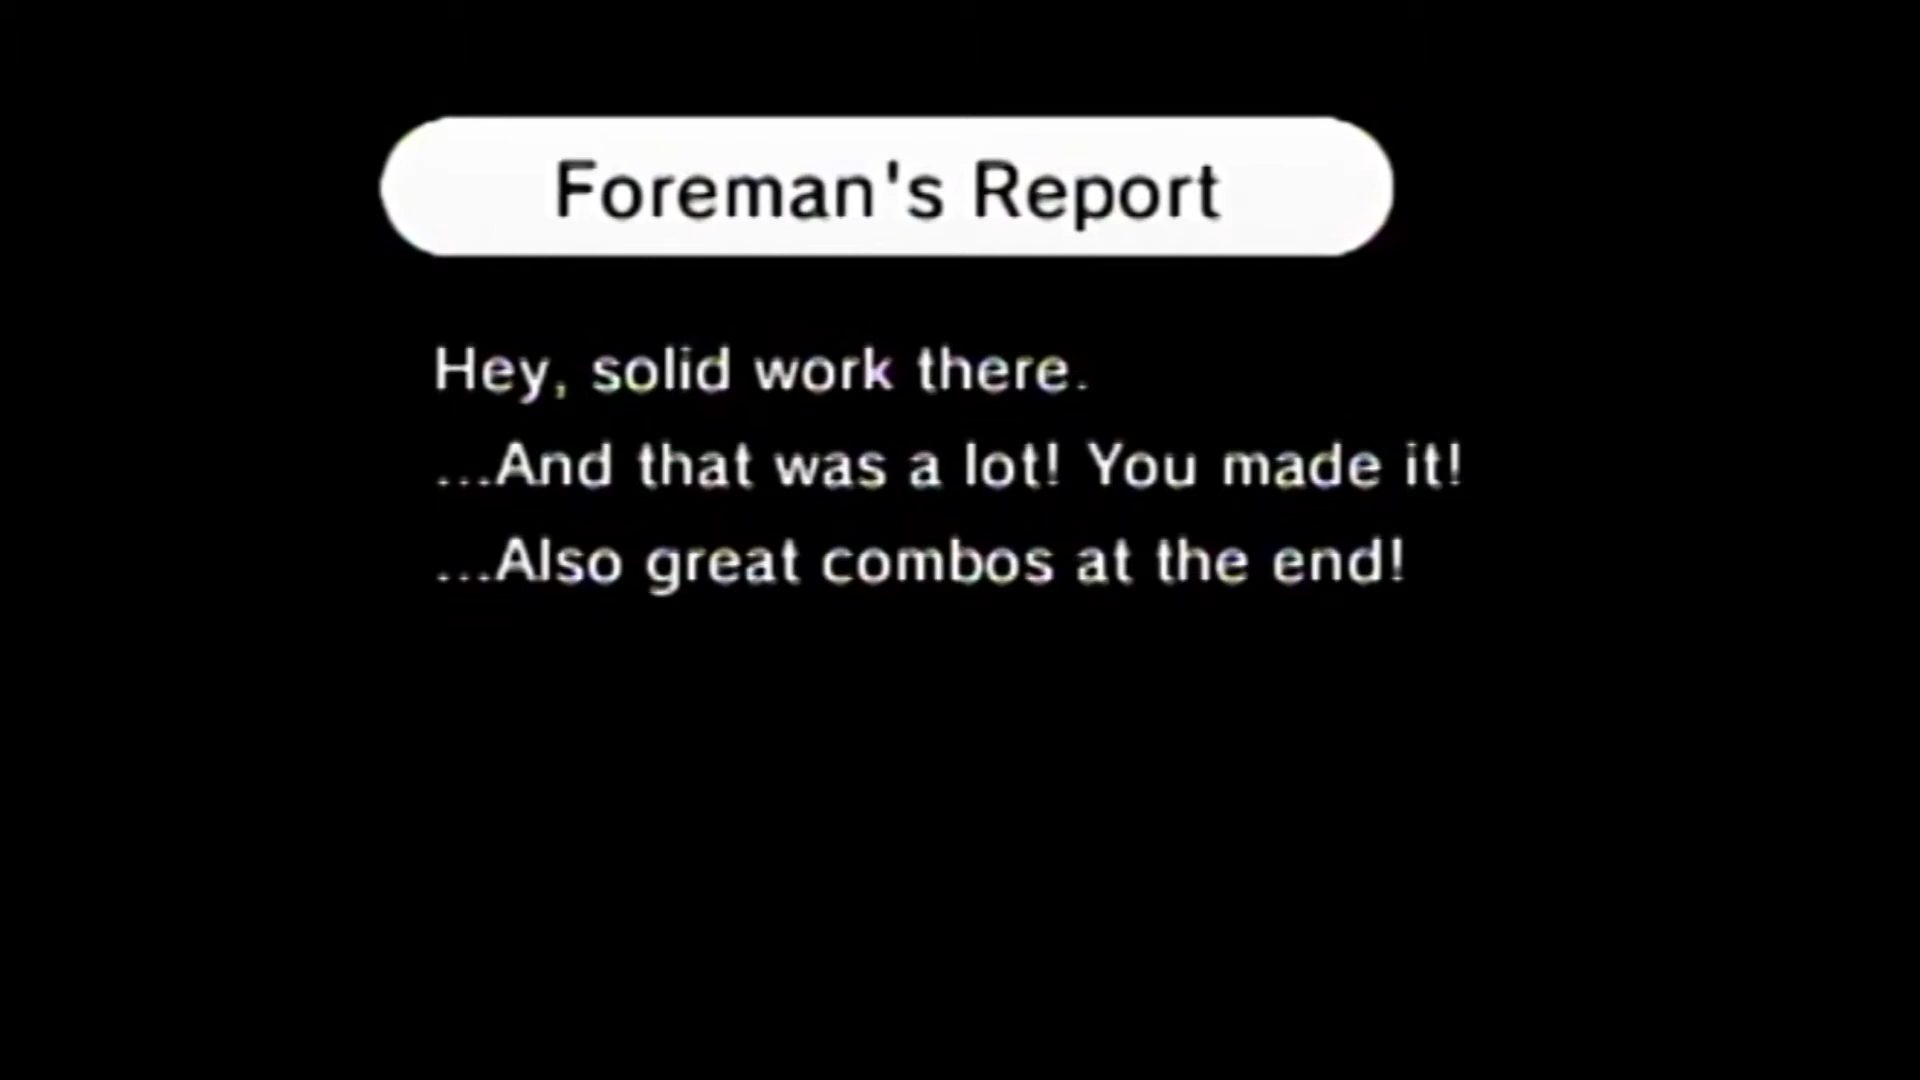 Foreman's Report
Hey, solid work there.
...And that was a lot! You made it!
...Also great combos at the end!